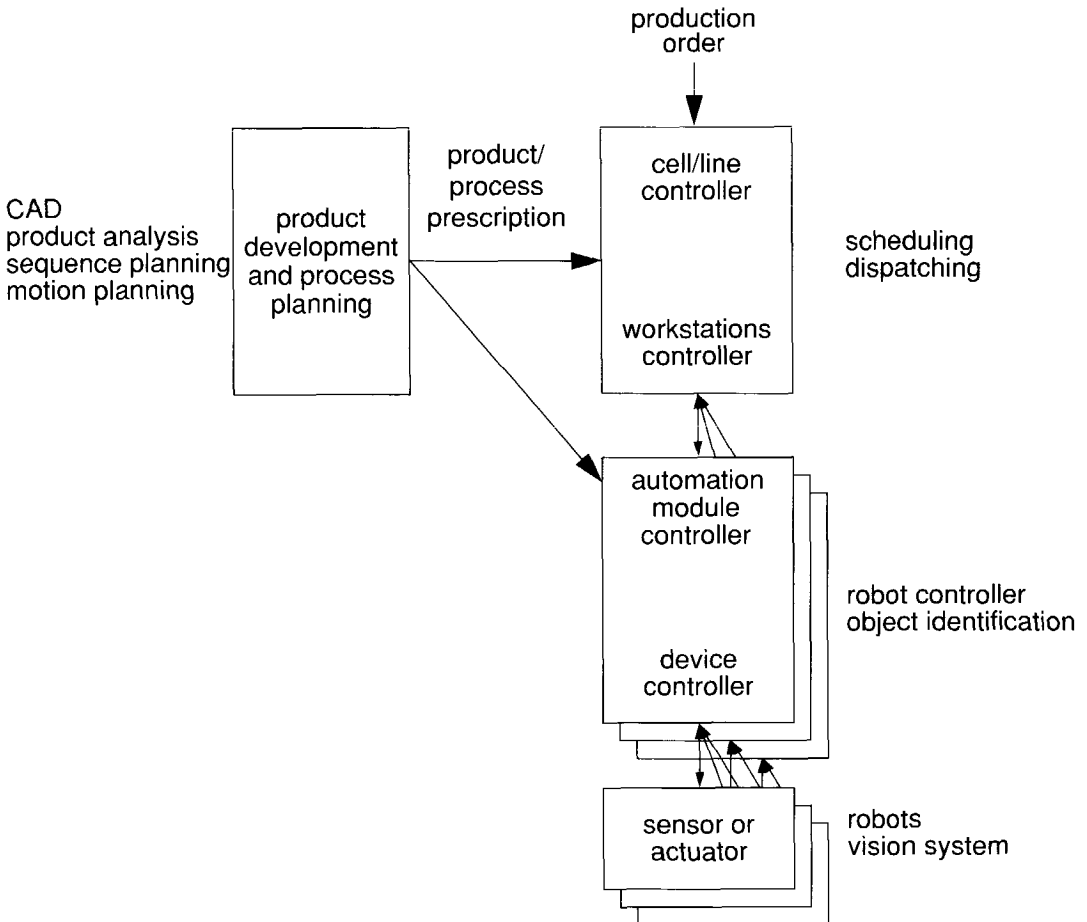 production
order
CAD
product analysis
sequence planning
motion planning
product
development
and process
planning
product/
process
prescription
cell/line
controller
workstations
controller
scheduling
dispatching
automation
module
controller
device
controller
robot controller
object identification
sensor or
actuator
robots
vision system